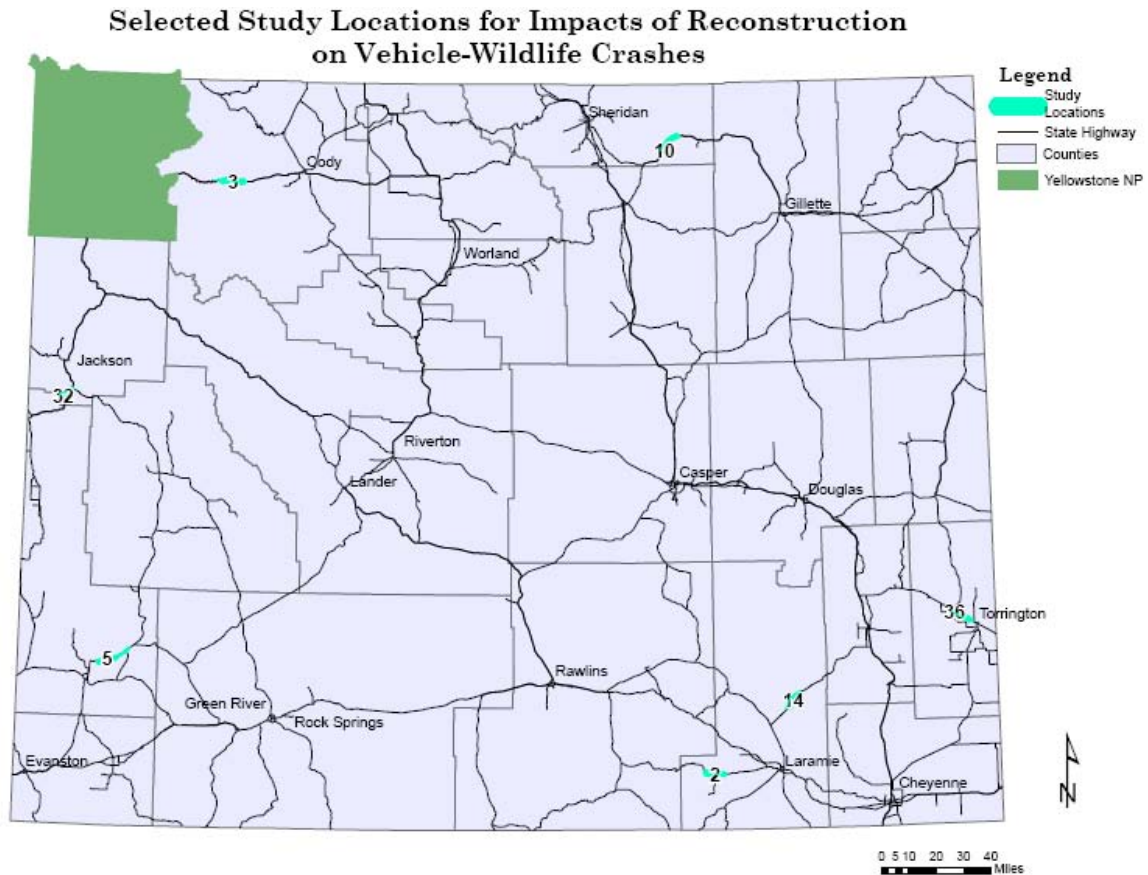 Selected Study Locations for Impacts of Reconstruction
on Vehicle-Wildlife Crashes
Legend
Study
Locations
State Highway
Counties
Yellowstone NP
Sheridan
10
Cody
3
Gillette
Worland
Jackson
32
Riverton
Lander
Casper
Douglas
36
Torrington
5
Rawlins
14
Green River
Rock Springs
Evanston
2
Laramie
Cheyenne
N
0 5 10 20 30 40
Miles